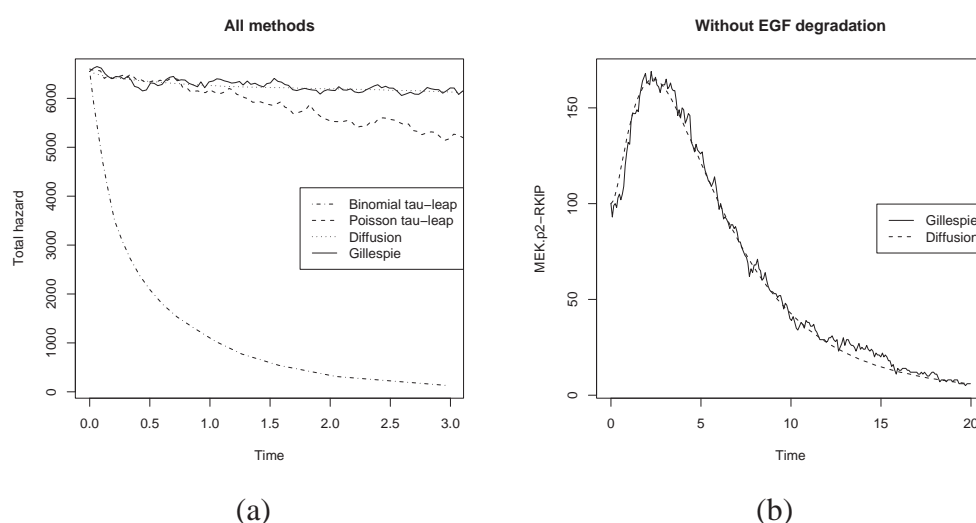 All methods
Total hazard
0
1000
2000
3000
4000
5000
6000
0.0
0.5
1.0
1.5
2.0
2.5
3.0
Time
Binomial tau−leap
Poisson tau−leap
Diffusion
Gillespie
(a)
Without EGF degradation
MEK.p2−RKIP
0
50
100
150
0
5
10
15
20
Time
Gillespie
Diffusion
(b)